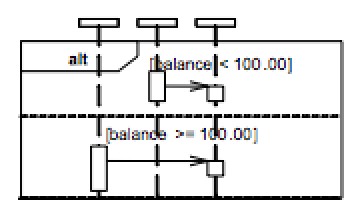 alt
[balance < 100.00]
[balance >= 100.00]